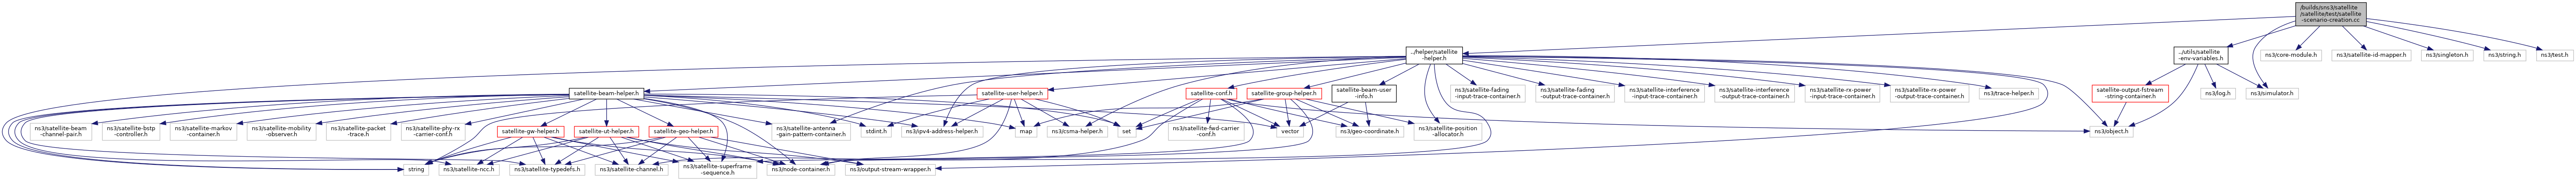 /builds/sns3/satellite
/satellite/test/satellite
-scenario-creation.cc
../helper/satellite
-helper.h
../utils/satellite
-env-variables.h
ns3/core-module.h
ns3/satellite-id-mapper.h
ns3/singleton.h
ns3/string.h
ns3/test.h
satellite-beam-helper.h
satellite-user-helper.h
satellite-conf.h
satellite-group-helper.h
satellite-beam-user
-info.h
ns3/satellite-fading
-input-trace-container.h
ns3/satellite-fading
-output-trace-container.h
ns3/satellite-interference
-input-trace-container.h
ns3/satellite-interference
-output-trace-container.h
ns3/satellite-rx-power
-input-trace-container.h
ns3/satellite-rx-power
-output-trace-container.h
ns3/trace-helper.h
satellite-output-fstream
-string-container.h
ns3/log.h
ns3/simulator.h
ns3/satellite-beam
-channel-pair.h
ns3/satellite-bstp
-controller.h
ns3/satellite-markov
-container.h
ns3/satellite-mobility
-observer.h
ns3/satellite-packet
-trace.h
ns3/satellite-phy-rx
-carrier-conf.h
satellite-gw-helper.h
satellite-ut-helper.h
satellite-geo-helper.h
ns3/satellite-antenna
-gain-pattern-container.h
stdint.h
ns3/ipv4-address-helper.h
map
ns3/csma-helper.h
set
ns3/satellite-fwd-carrier
-conf.h
vector
ns3/geo-coordinate.h
ns3/satellite-position
-allocator.h
ns3/object.h
string
ns3/satellite-ncc.h
ns3/satellite-typedefs.h
ns3/satellite-channel.h
ns3/satellite-superframe
-sequence.h
ns3/node-container.h
ns3/output-stream-wrapper.h